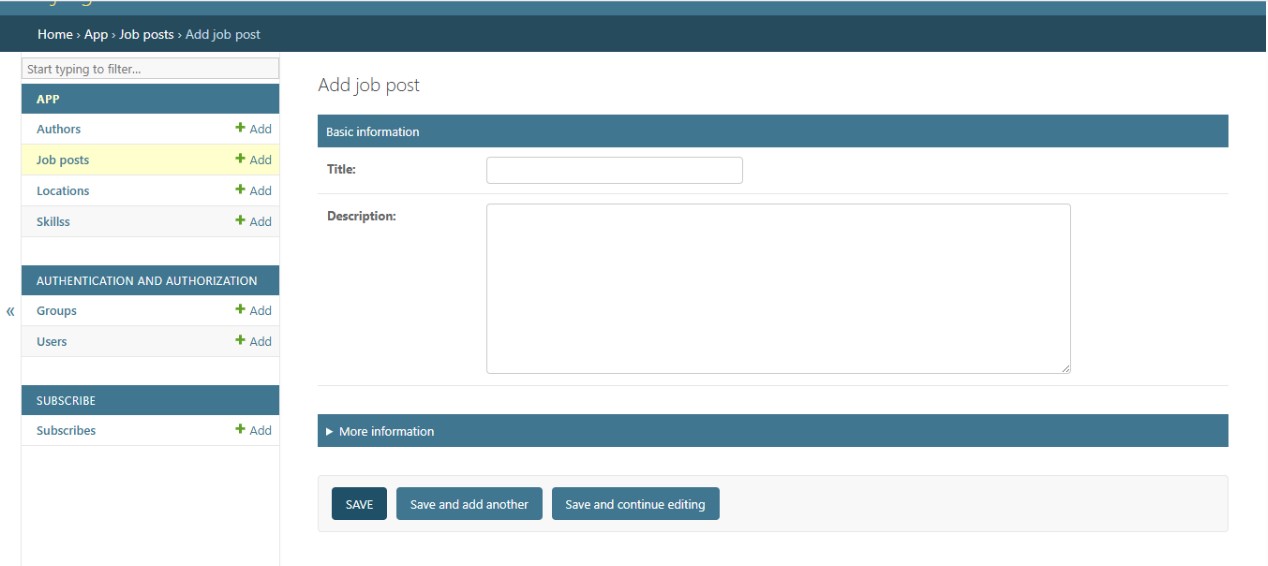 Home › App › Job posts › Add job post
Start typing to filter...
APP
Authors + Add
Job posts + Add
Locations + Add
Skillss + Add
AUTHENTICATION AND AUTHORIZATION
Groups + Add
Users + Add
SUBSCRIBE
Subscribes + Add
«
Add job post
Basic information
Title:
Description:
▶ More information
SAVE Save and add another Save and continue editing